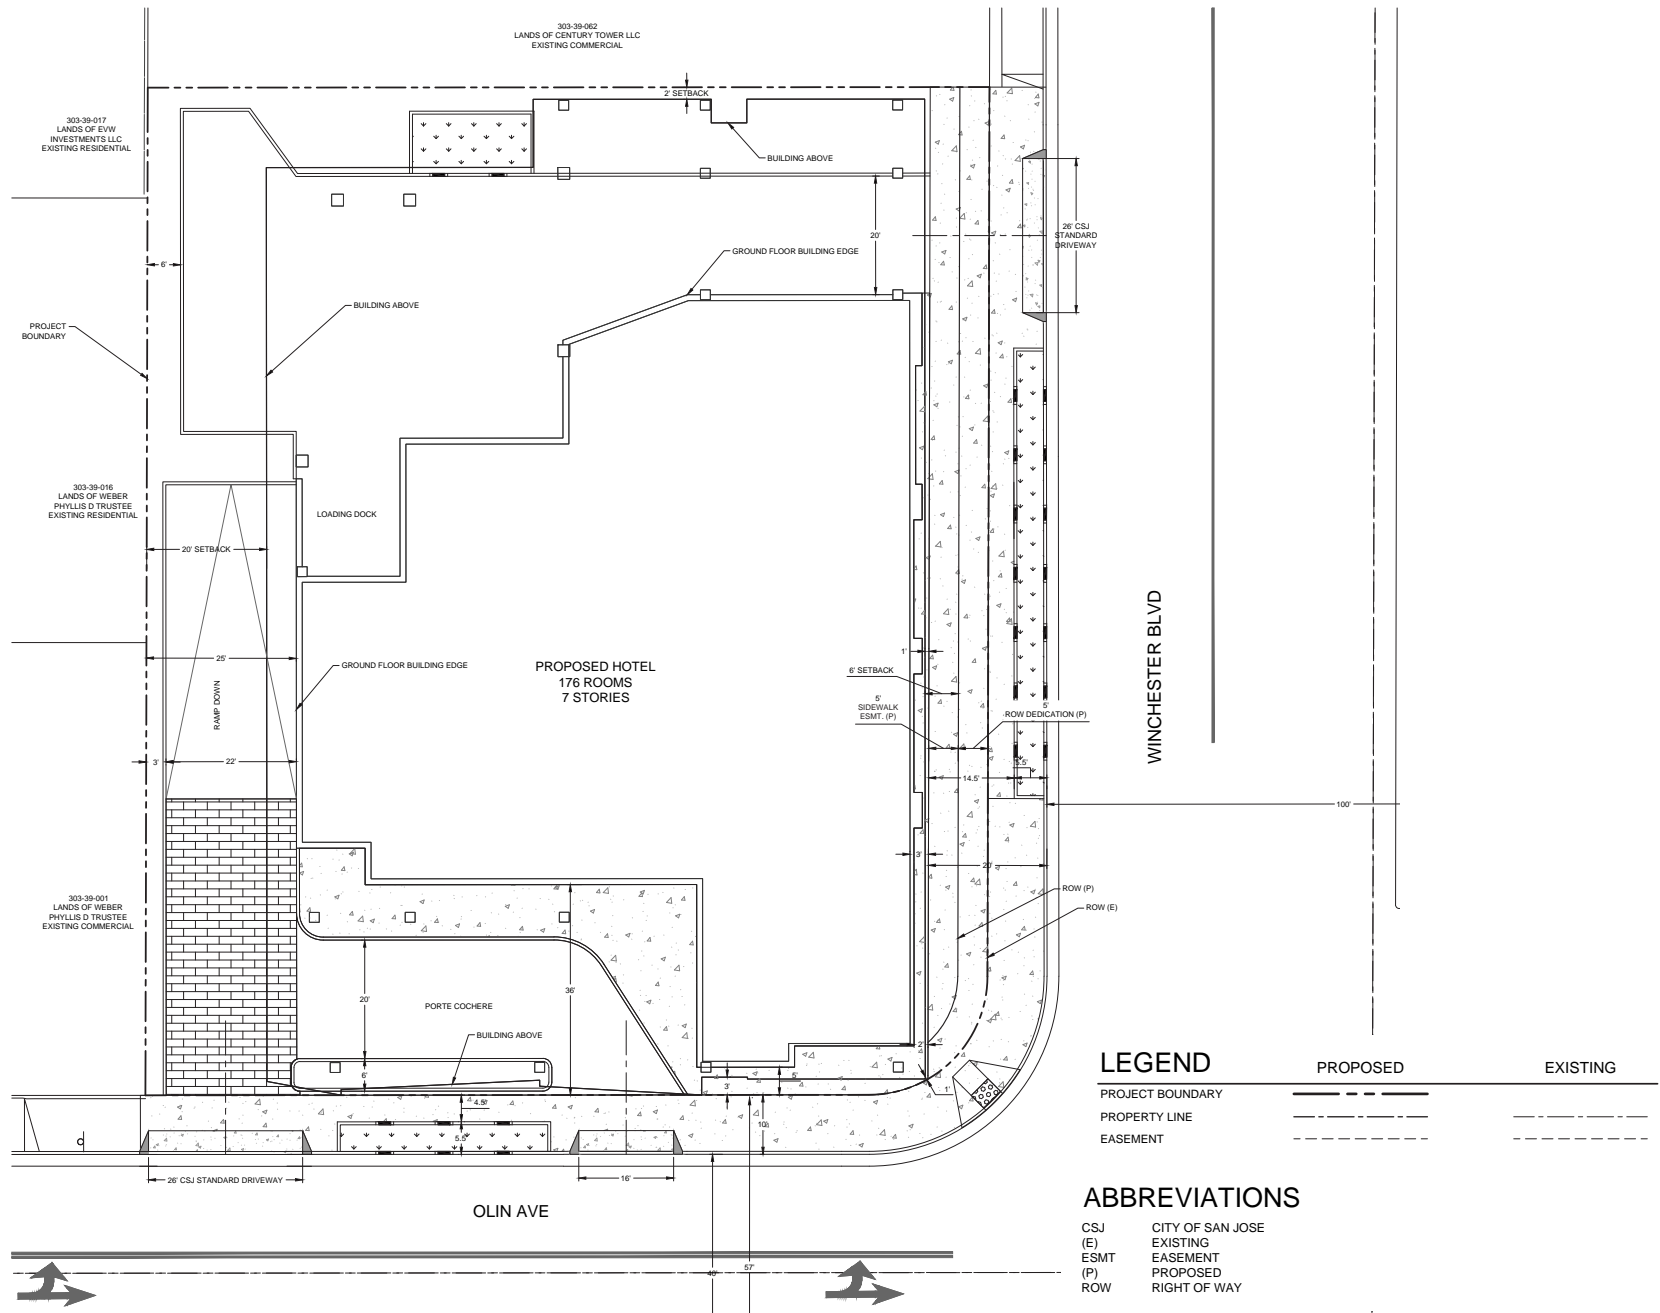 303-39-062
LANDS OF CENTURY TOWER LLC
EXISTING COMMERCIAL
2' SETBACK
303-39-017
LANDS OF EVW
INVESTMENTS LLC
EXISTING RESIDENTIAL
BUILDING ABOVE
26' CSJ
STANDARD
DRIVEWAY
20'
GROUND FLOOR BUILDING EDGE
6'
BUILDING ABOVE
PROJECT
BOUNDARY
303-39-016
LANDS OF WEBER
PHYLLIS D TRUSTEE
EXISTING RESIDENTIAL
LOADING DOCK
20' SETBACK
WINCHESTER BLVD
25'
GROUND FLOOR BUILDING EDGE
PROPOSED HOTEL
176 ROOMS
7 STORIES
1'
6' SETBACK
RAMP DOWN
5'
SIDEWALK
ESMT. (P)
5'
ROW DEDICATION (P)
3'
22'
5.5'
14.5'
100'
3'
20'
ROW (P)
ROW (E)
303-39-001
LANDS OF WEBER
PHYLLIS D TRUSTEE
EXISTING COMMERCIAL
20'
36'
PORTE COCHERE
BUILDING ABOVE
2'
6'
5'
3'
1'
4.5'
10'
5.5'
26' CSJ STANDARD DRIVEWAY
16'
OLIN AVE
40'
57'
LEGEND
PROPOSED
EXISTING
PROJECT BOUNDARY
PROPERTY LINE
EASEMENT
ABBREVIATIONS
CSJ CITY OF SAN JOSE
(E) EXISTING
ESMT EASEMENT
(P) PROPOSED
ROW RIGHT OF WAY